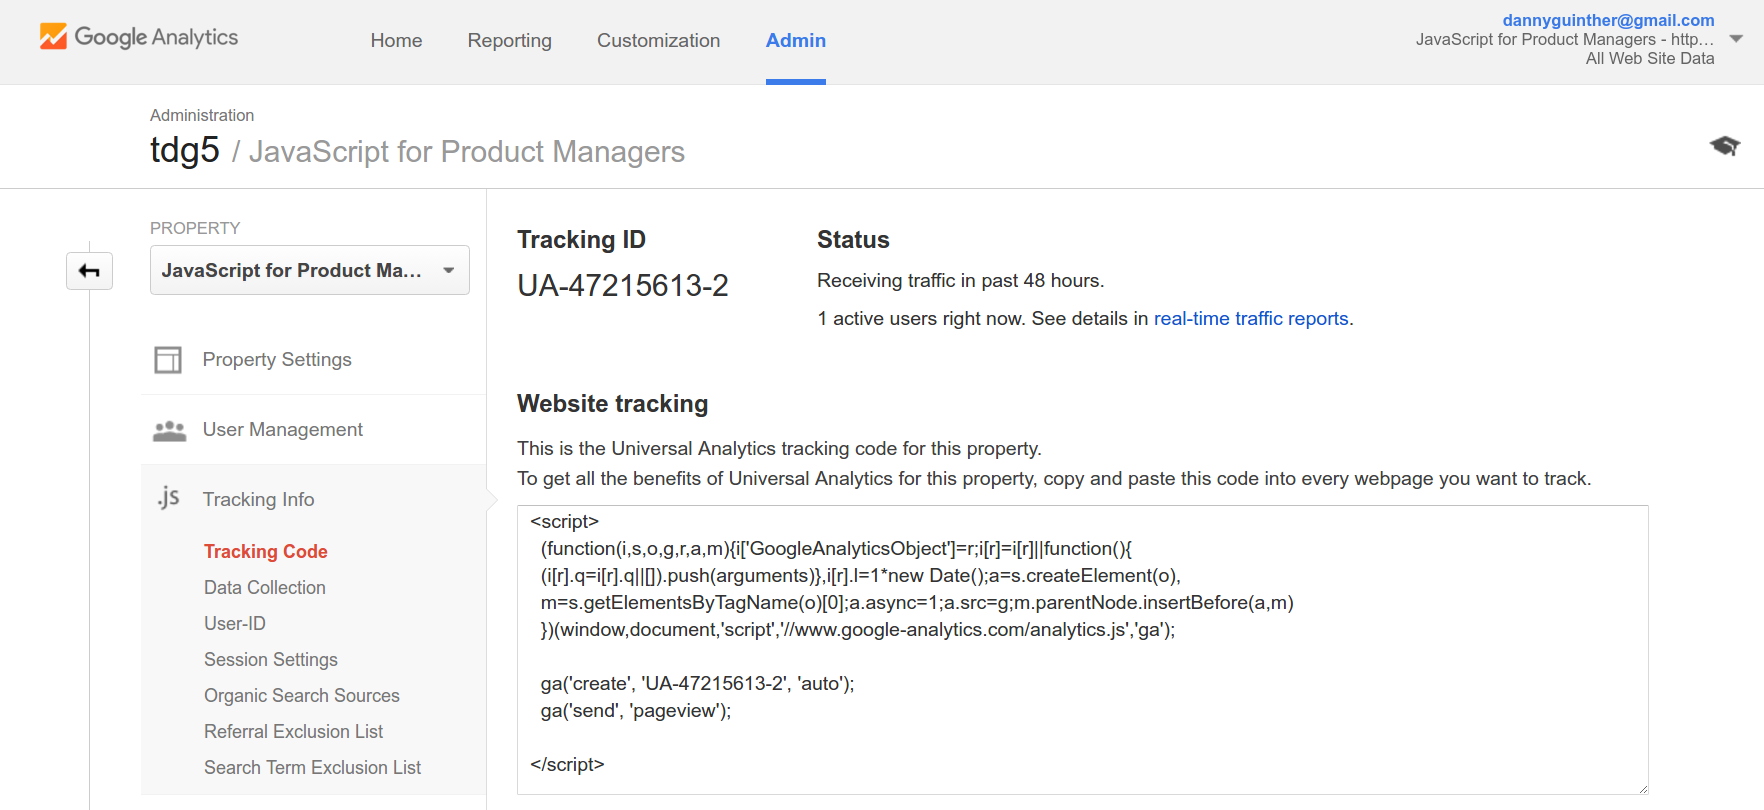 Google Analytics
Home
Reporting
Customization
Admin
dannyguinther@gmail.com
JavaScript for Product Managers - http...
All Web Site Data
Administration
tdg5 / JavaScript for Product Managers
PROPERTY
JavaScript for Product Ma...
Property Settings
User Management
.js Tracking Info
Tracking Code
Data Collection
User-ID
Session Settings
Organic Search Sources
Referral Exclusion List
Search Term Exclusion List
Tracking ID
UA-47215613-2
Status
Receiving traffic in past 48 hours.
1 active users right now. See details in real-time traffic reports.
Website tracking
This is the Universal Analytics tracking code for this property.
To get all the benefits of Universal Analytics for this property, copy and paste this code into every webpage you want to track.
<script>
(function(i,s,o,g,r,a,m){i['GoogleAnalyticsObject']=r;i[r]=i[r]||function(){
(i[r].q=i[r].q||[]).push(arguments)},i[r].l=1*new Date();a=s.createElement(o),
m=s.getElementsByTagName(o)[0];a.async=1;a.src=g;m.parentNode.insertBefore(a,m)
})(window,document,'script','//www.google-analytics.com/analytics.js','ga');
ga('create', 'UA-47215613-2', 'auto');
ga('send', 'pageview');
</script>